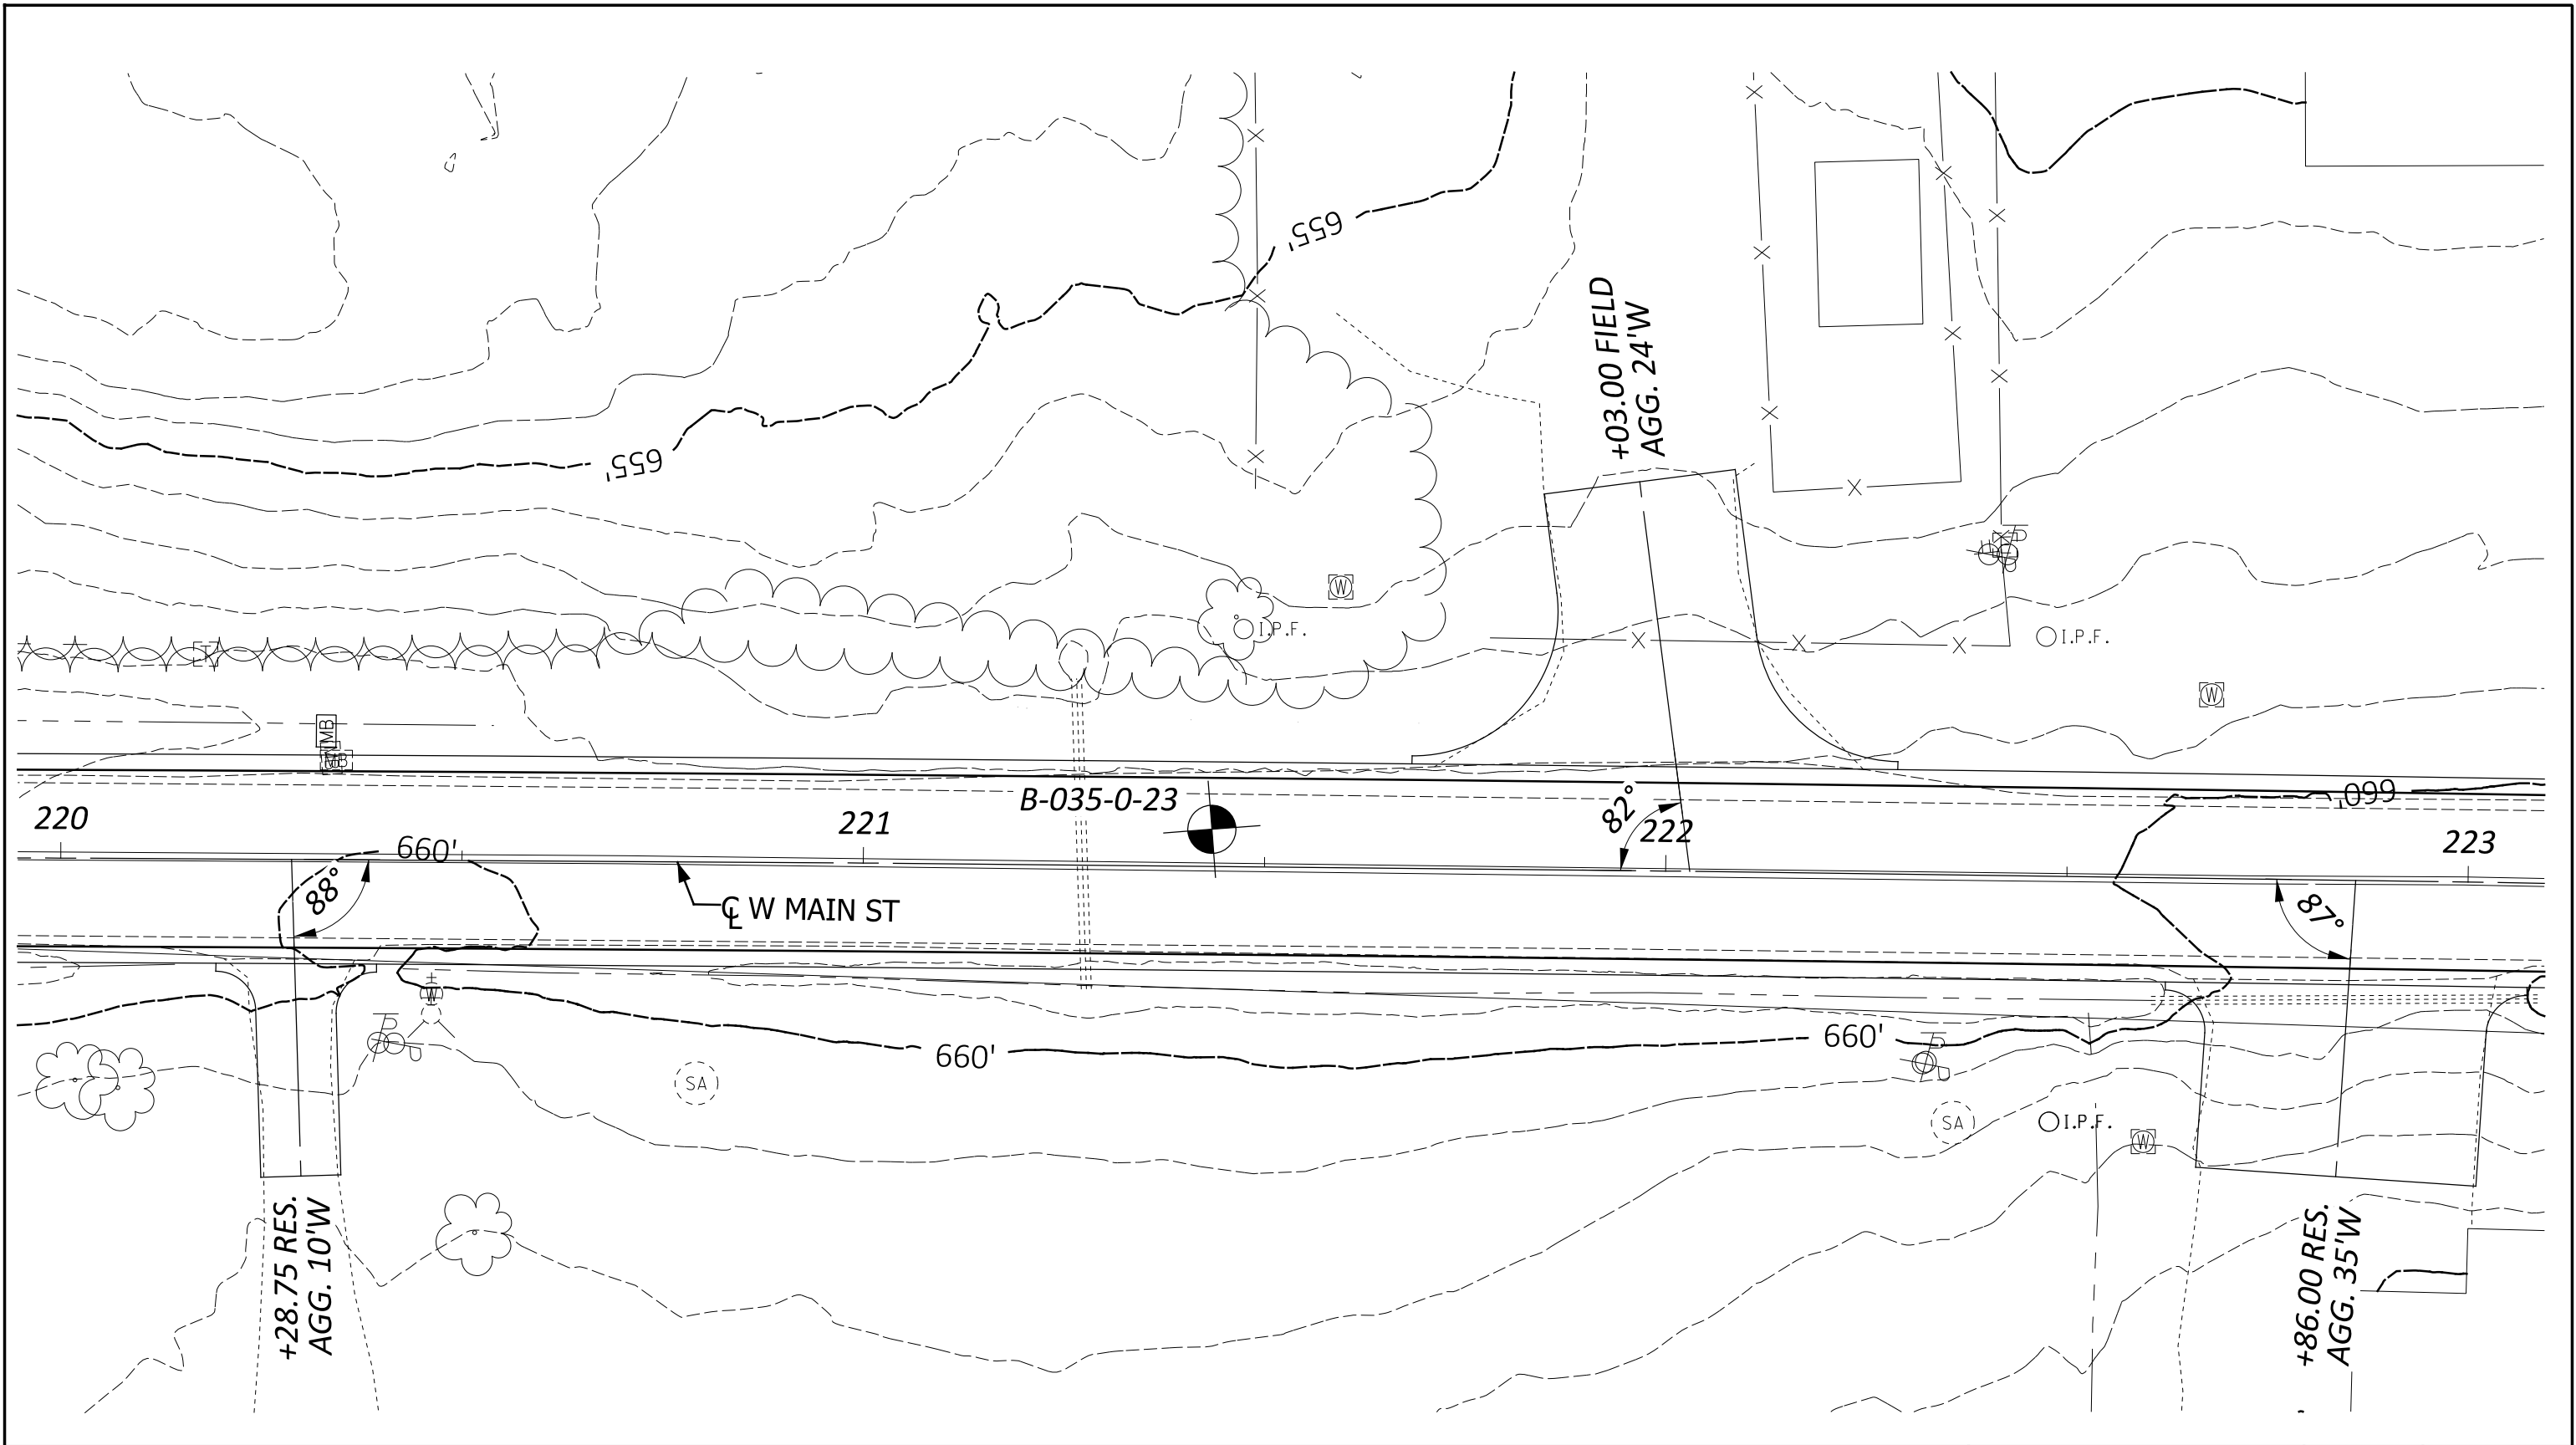 655'
655'
+03.00 FIELD
AGG. 24'W
W
I.P.F.
I.P.F.
W
T
MB
MB
B-035-0-23
660'
82°
220
221
222
223
660'
88°
℄ W MAIN ST
87°
W
660'
660'
SA
SA
I.P.F.
W
+28.75 RES.
AGG. 10'W
+86.00 RES.
AGG. 35'W